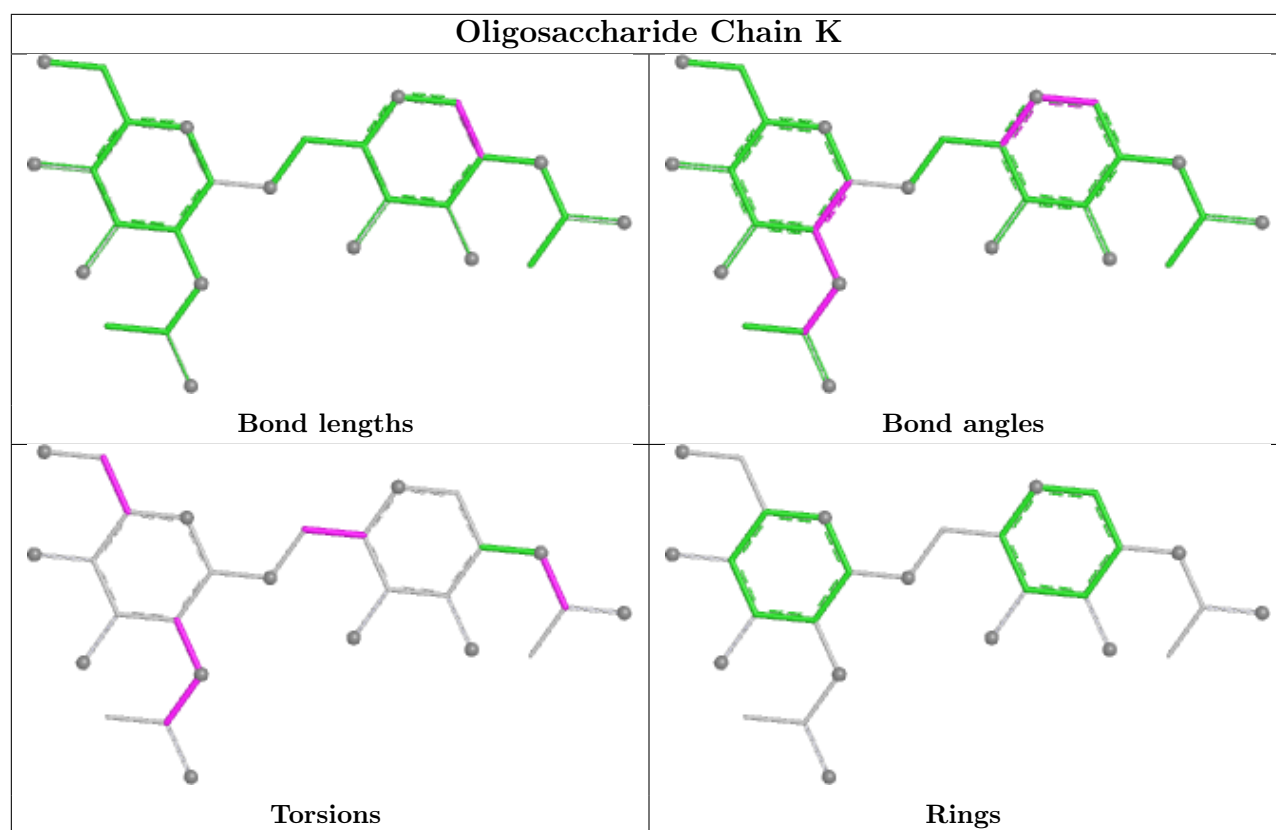 Oligosaccharide Chain K
Bond lengths
Bond angles
Torsions
Rings